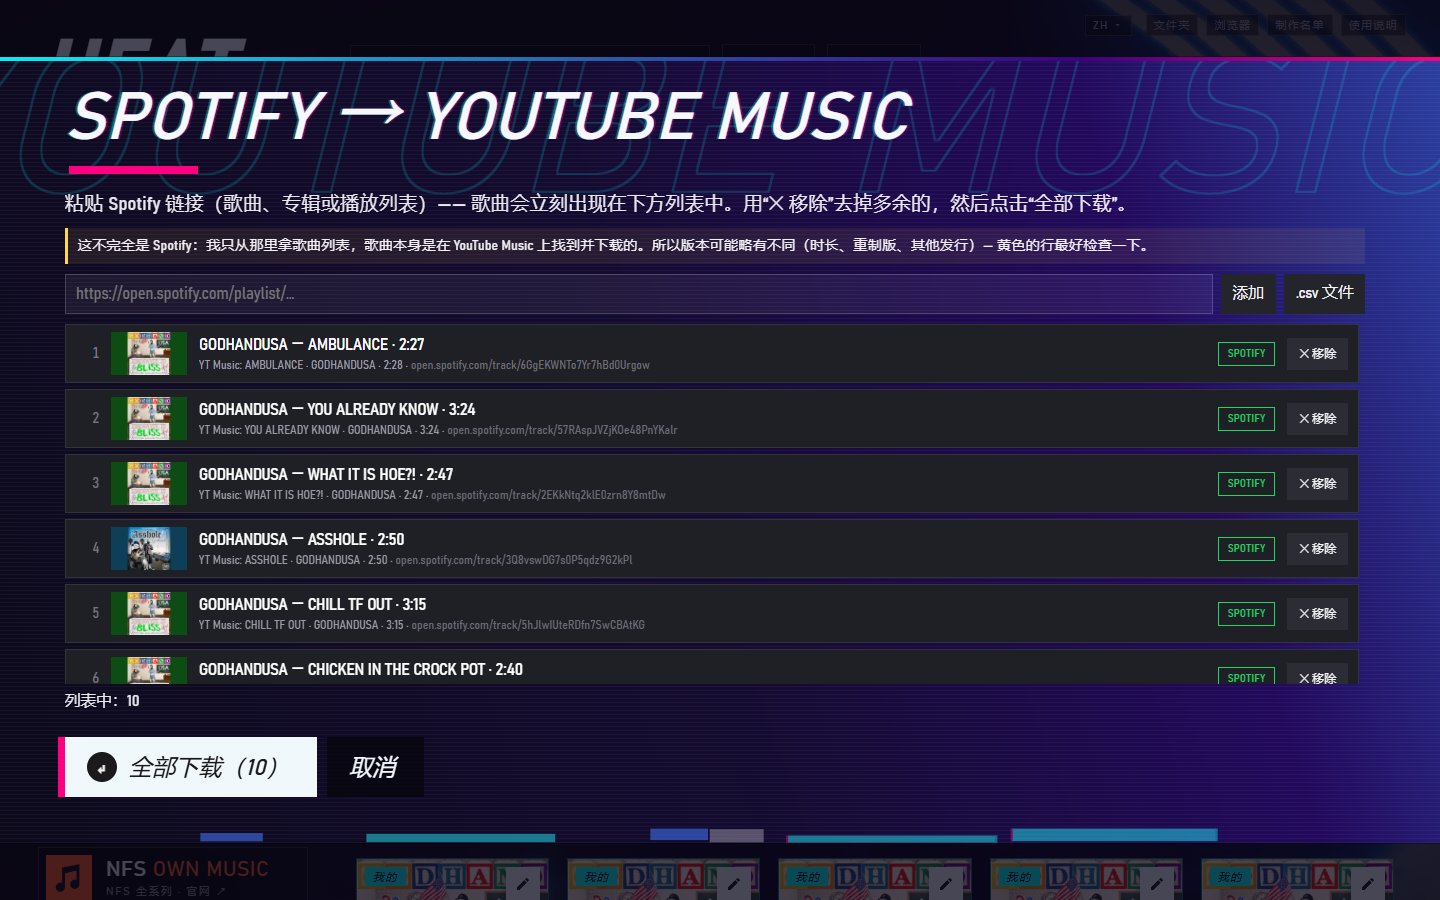 HEAT
ZH
文件夹
浏览器
制作名单
使用说明
YOUTUBE MUSIC
SPOTIFY → YOUTUBE MUSIC
粘贴 Spotify 链接（歌曲、专辑或播放列表）—— 歌曲会立刻出现在下方列表中。用“✕ 移除”去掉多余的，然后点击“全部下载”。
这不完全是 Spotify：我只从那里拿歌曲列表，歌曲本身是在 YouTube Music 上找到并下载的。所以版本可能略有不同（时长、重制版、其他发行）— 黄色的行最好检查一下。
https://open.spotify.com/playlist/...
添加
.csv 文件
1
GODHANDUSA — AMBULANCE · 2:27
YT Music: AMBULANCE · GODHANDUSA · 2:28 · open.spotify.com/track/6GgEKWNTo7Yr7hBd0Urgow
SPOTIFY
✕ 移除
2
GODHANDUSA — YOU ALREADY KNOW · 3:24
YT Music: YOU ALREADY KNOW · GODHANDUSA · 3:24 · open.spotify.com/track/57RAspJVZjKOe48PnYKalr
SPOTIFY
✕ 移除
3
GODHANDUSA — WHAT IT IS HOE?! · 2:47
YT Music: WHAT IT IS HOE?! · GODHANDUSA · 2:47 · open.spotify.com/track/2EKkNtq2klE0zrn8Y8mtDw
SPOTIFY
✕ 移除
4
GODHANDUSA — ASSHOLE · 2:50
YT Music: ASSHOLE · GODHANDUSA · 2:50 · open.spotify.com/track/3Q8vswDG7s0P5qdz9G2kPl
SPOTIFY
✕ 移除
5
GODHANDUSA — CHILL TF OUT · 3:15
YT Music: CHILL TF OUT · GODHANDUSA · 3:15 · open.spotify.com/track/5hJlwIUteRDfn7SwCBAtKG
SPOTIFY
✕ 移除
6
GODHANDUSA — CHICKEN IN THE CROCK POT · 2:40
SPOTIFY
✕ 移除
列表中：10
全部下载（10）
取消
NFS OWN MUSIC
NFS 全系列 · 官网 ↗
我的
我的
我的
我的
我的